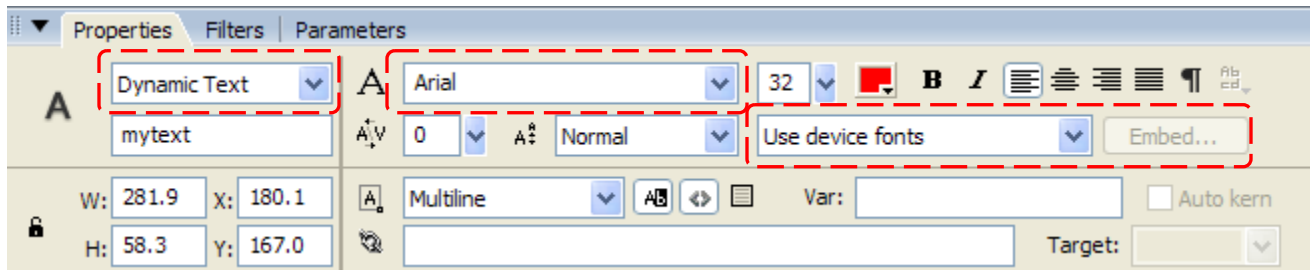 Properties Filters Parameters
Dynamic Text A Arial 32 B I
A mytext A V 0 A Normal Use device fonts Embed...
W: 281.9 X: 180.1 A Multiline AB <> Var: Auto kern
H: 58.3 Y: 167.0 Target: